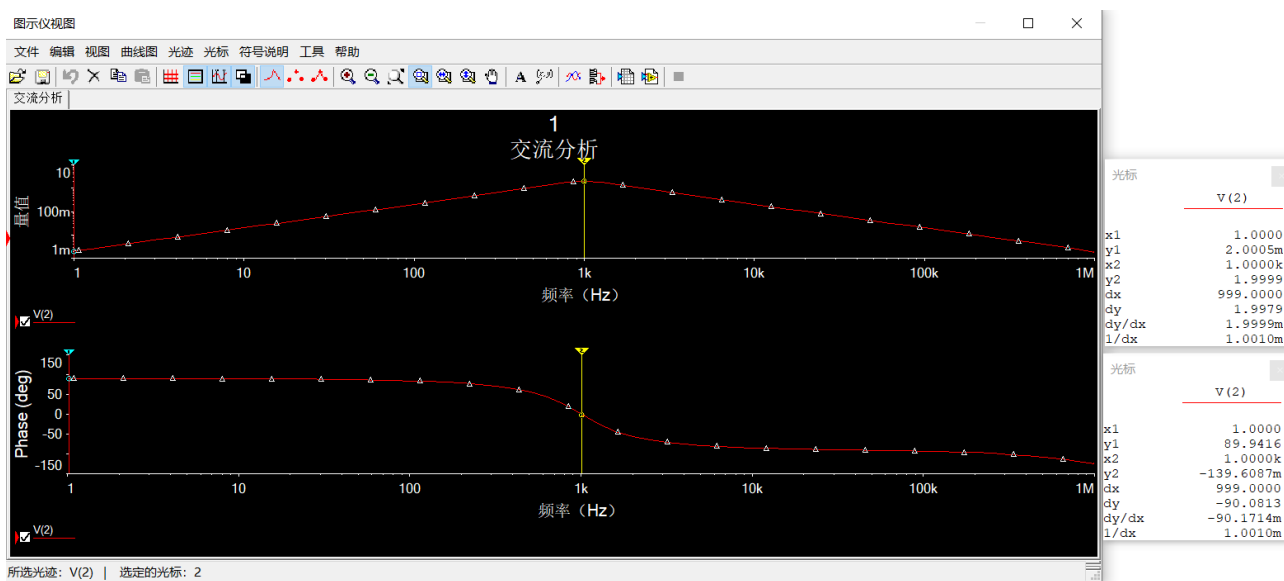 图示仪视图
文件 编辑 视图 曲线图 光迹 光标 符号说明 工具 帮助
交流分析
1
交流分析
量值
10
100m
1m
1 10 100 1k 10k 100k 1M
频率（Hz）
V(2)
Phase (deg)
150
50
0
-50
-150
1 10 100 1k 10k 100k 1M
频率（Hz）
V(2)
所选光迹: V(2) | 选定的光标: 2
光标
V(2)
x1 1.0000
y1 2.0005m
x2 1.0000k
y2 1.9999
dx 999.0000
dy 1.9979
dy/dx 1.9999m
1/dx 1.0010m
光标
V(2)
x1 1.0000
y1 89.9416
x2 1.0000k
y2 -139.6087m
dx 999.0000
dy -90.0813
dy/dx -90.1714m
1/dx 1.0010m